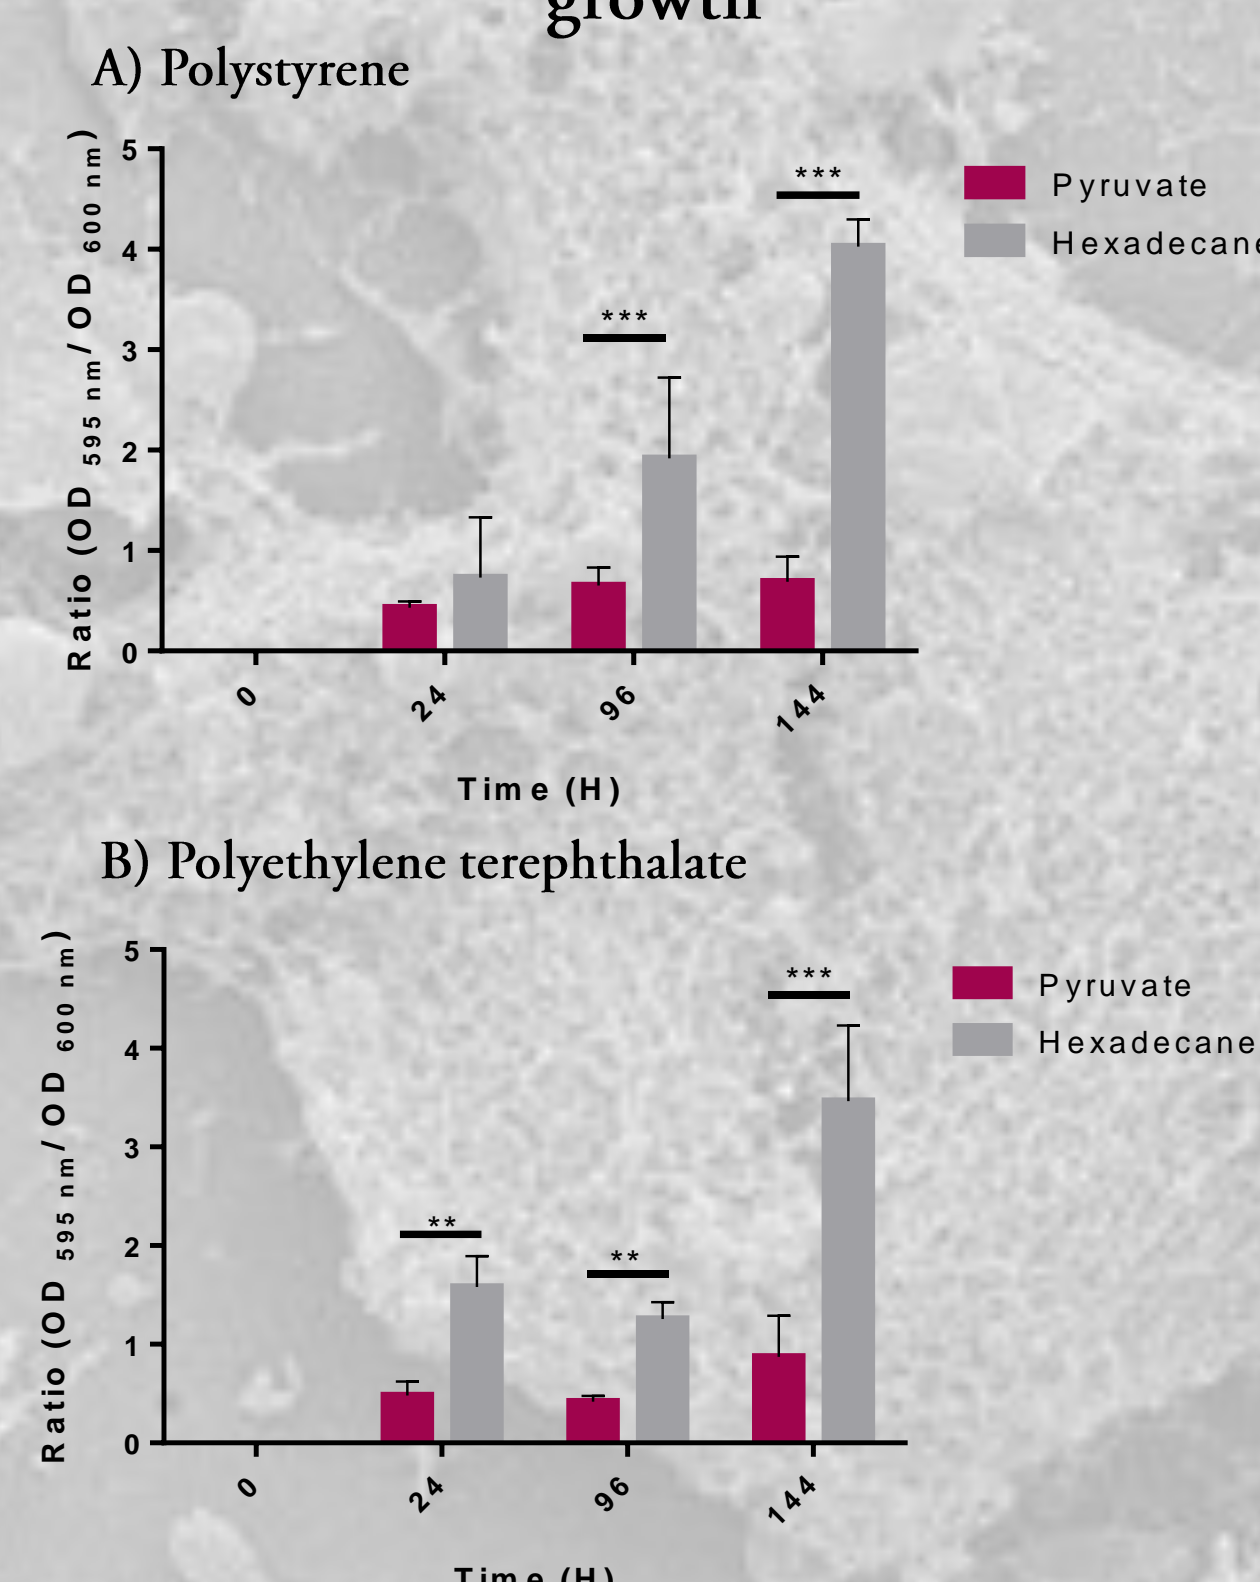 growth
A) Polystyrene
Ratio (OD 595 nm/ OD 600 nm)
5
4
3
2
1
0
***
***
Pyruvate
Hexadecane
0
24
96
144
Time (H)
B) Polyethylene terephthalate
Ratio (OD 595 nm/ OD 600 nm)
5
4
3
2
1
0
**
**
***
Pyruvate
Hexadecane
0
24
96
144
Time (H)